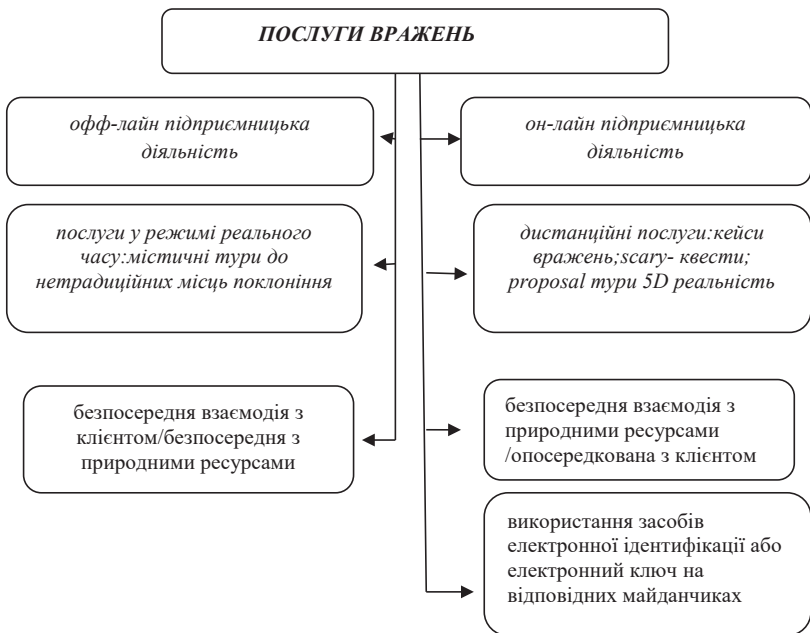 ПОСЛУГИ ВРАЖЕНЬ
офф-лайн підприємницька
діяльність
он-лайн підприємницька
діяльність
послуги у режимі реального
часу:містичні тури до
нетрадиційних місць поклоніння
дистанційні послуги:кейси
вражень;scary- квести;
proposal тури 5D реальність
безпосередня взаємодія з
клієнтом/безпосередня з
природними ресурсами
безпосередня взаємодія з
природними ресурсами
/опосередкована з клієнтом
використання засобів
електронної ідентифікації або
електронний ключ на
відповідних майданчиках